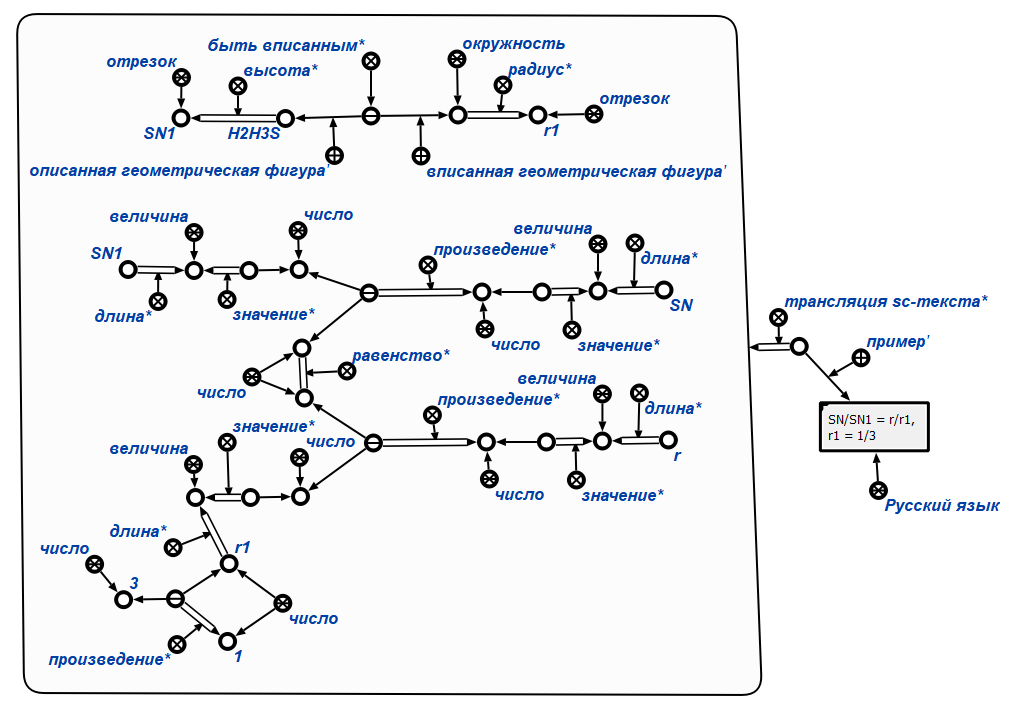 быть вписанным*
окружность
отрезок
высота*
радиус*
отрезок
SN1
H2H3S
r1
описанная геометрическая фигура'
вписанная геометрическая фигура'
величина
число
величина
SN1
произведение*
длина*
длина*
значение*
SN
число
значение*
трансляция sc-текста*
пример'
равенство*
число
величина
произведение*
длина*
SN/SN1 = r/r1,
r1 = 1/3
значение*
число
величина
r
число
значение*
Русский язык
длина*
число
r1
3
число
произведение*
1